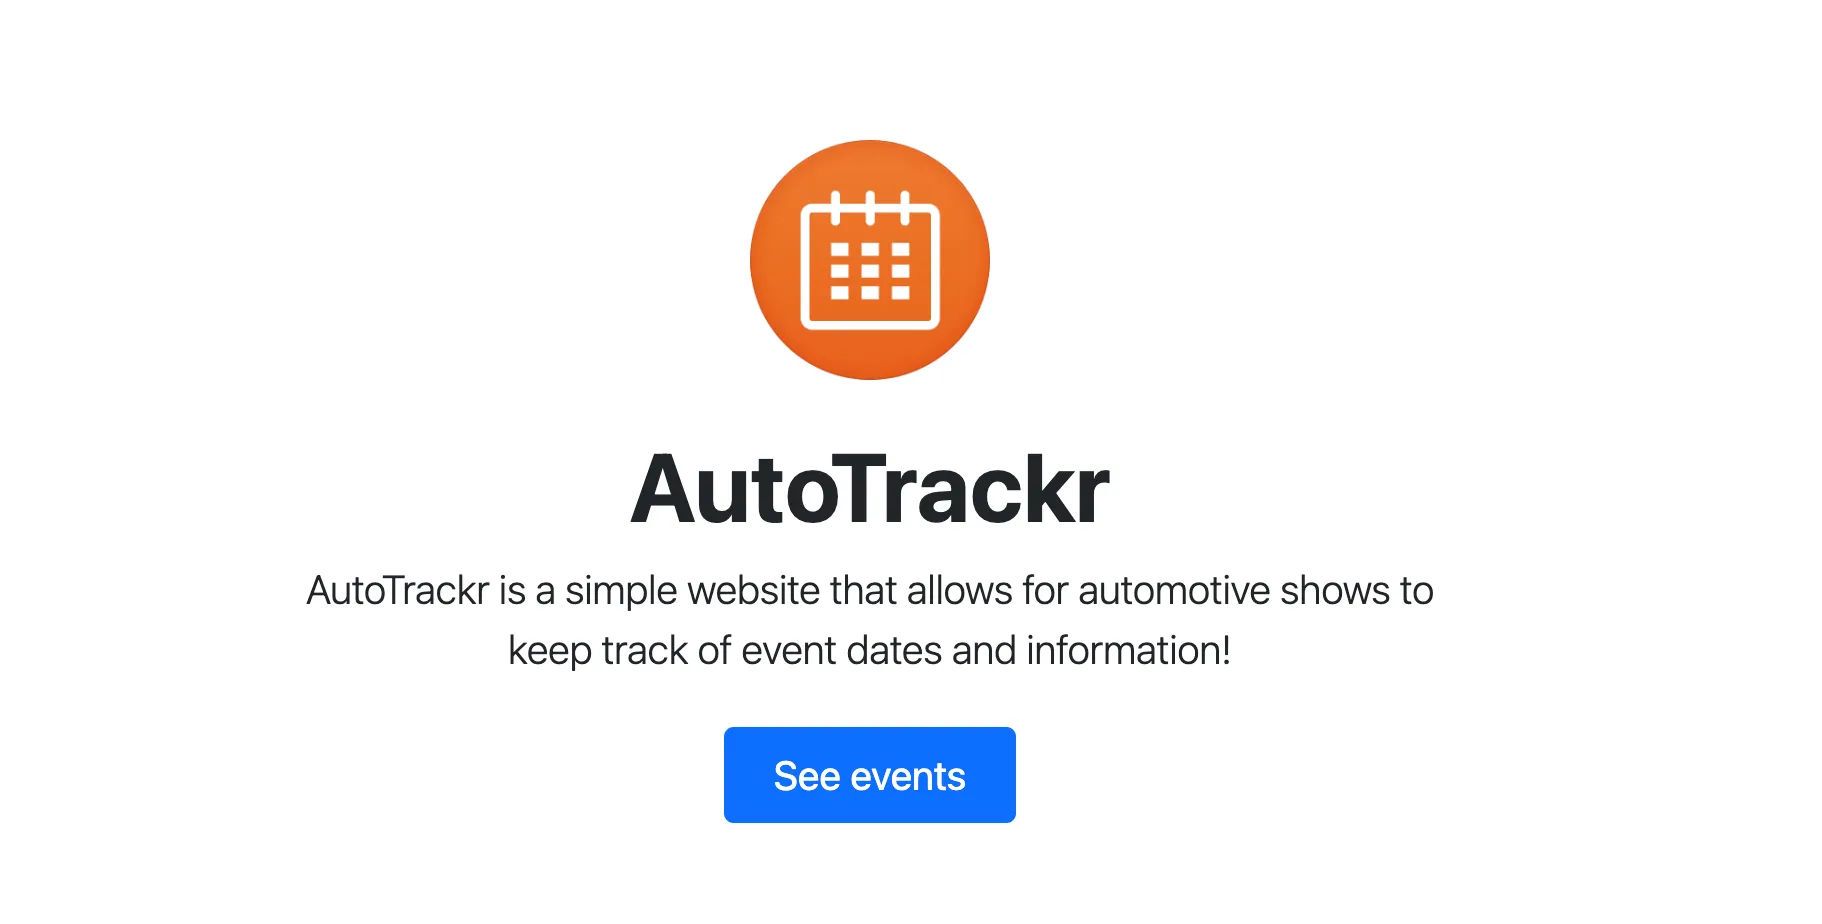 AutoTrackr
AutoTrackr is a simple website that allows for automotive shows to
keep track of event dates and information!
See events